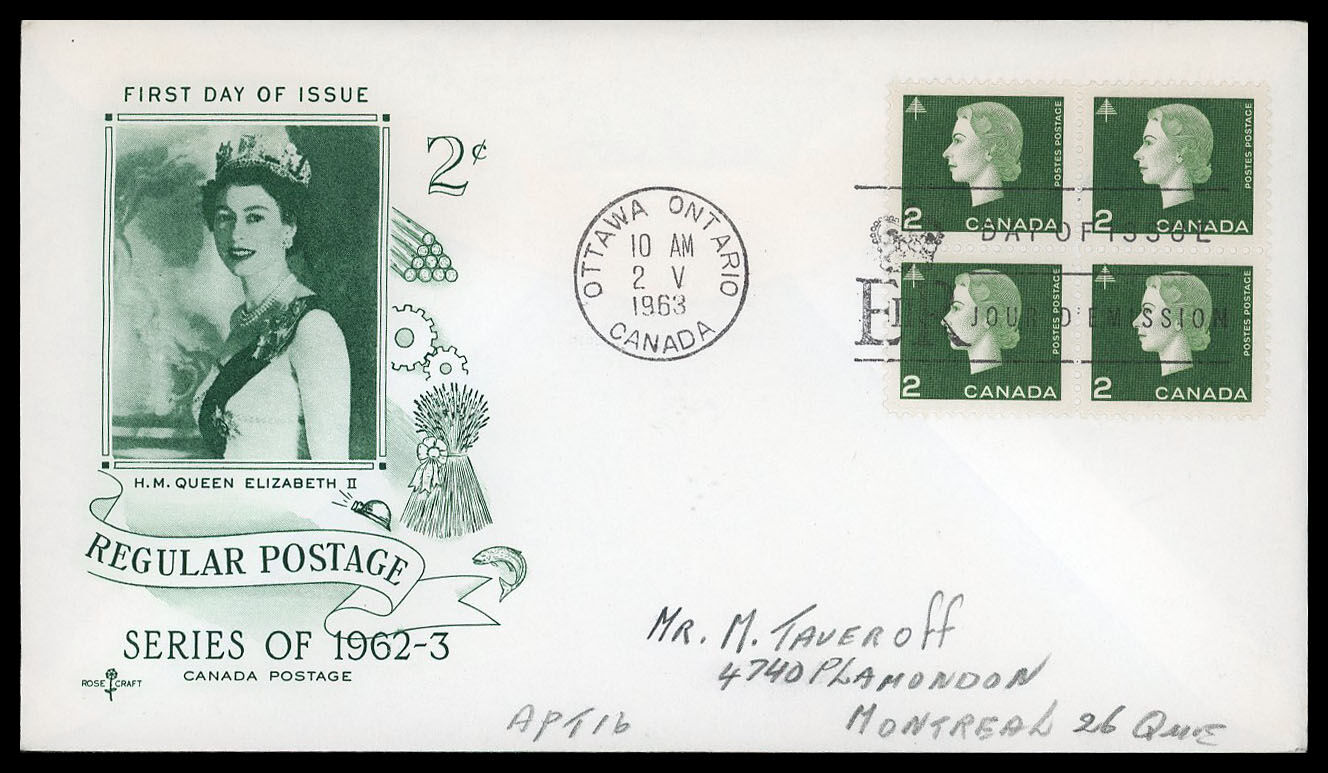 FIRST DAY OF ISSUE
2¢
H.M. QUEEN ELIZABETH II
REGULAR POSTAGE
SERIES OF 1962-3
CANADA POSTAGE
ROSE CRAFT
OTTAWA ONTARIO
10 AM
2 V
1963
CANADA
POSTES POSTAGE
2 CANADA
POSTES POSTAGE
2 CANADA
DAY OF ISSUE
EIIR JOUR D'EMISSION
POSTES POSTAGE
2 CANADA
POSTES POSTAGE
2 CANADA
MR. M. TAVEROFF
4740 PLAMONDON
APT 16
MONTREAL 26 QUE